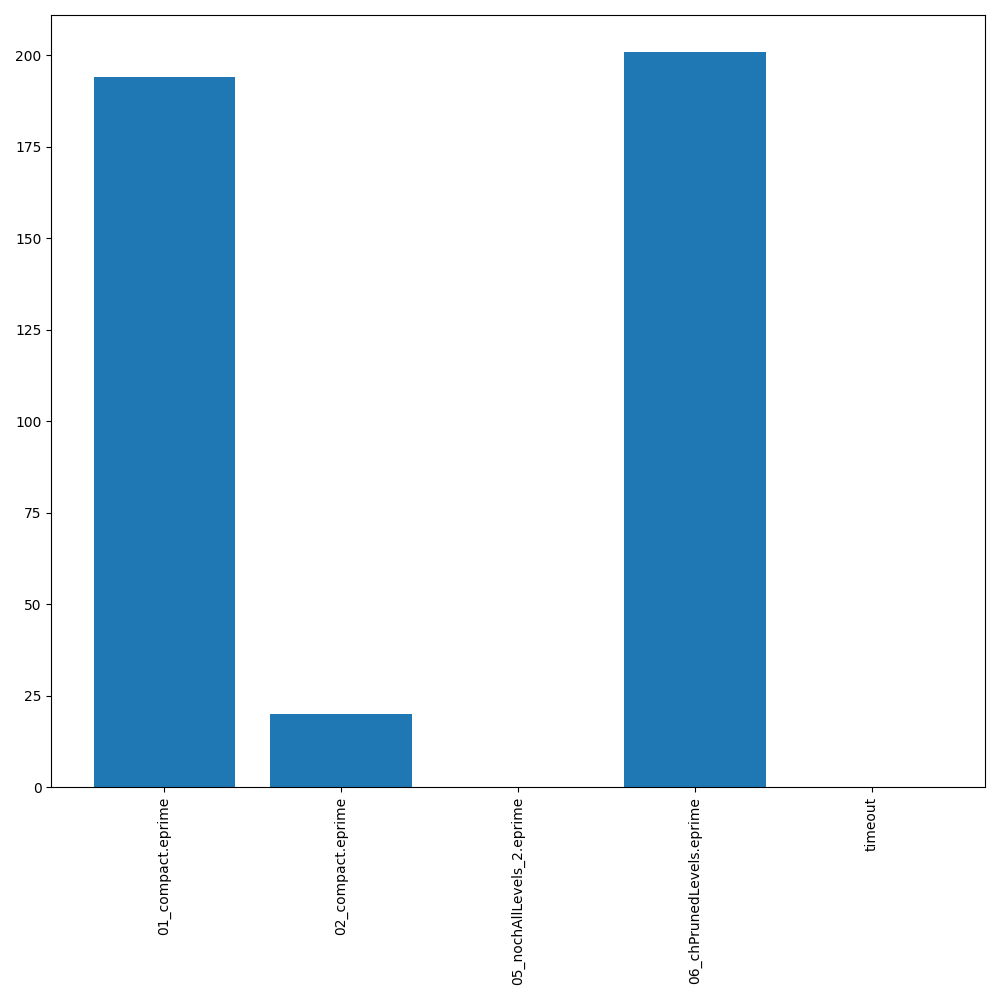 200
175
150
125
100
75
50
25
0
01_compact.eprime
02_compact.eprime
05_nochAllLevels_2.eprime
06_chPrunedLevels.eprime
timeout